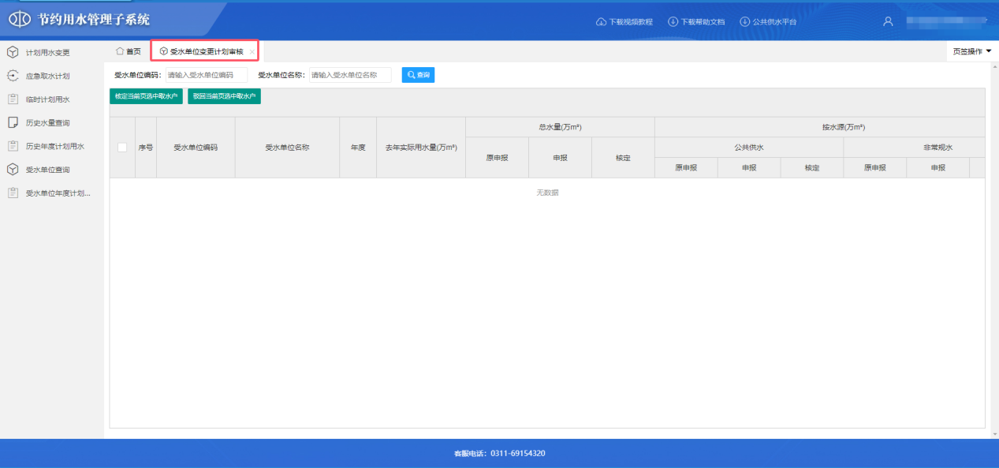 节约用水管理子系统
下载视频教程 下载帮助文档 公共供水平台
计划用水变更
应急取水计划
临时计划用水
历史水量查询
历史年度计划用水
受水单位查询
受水单位年度计划...
首页 受水单位变更计划审核 × 页签操作
受水单位编码： 请输入受水单位编码 受水单位名称： 请输入受水单位名称 查询
核定当前页选中取水户 驳回当前页选中取水户
序号 受水单位编码 受水单位名称 年度 去年实际用水量(万m³) 总水量(万m³) 按水源(万m³)
原申报 申报 核定 公共供水 非常规水
原申报 申报 核定 原申报 申报
无数据
客服电话：0311-69154320